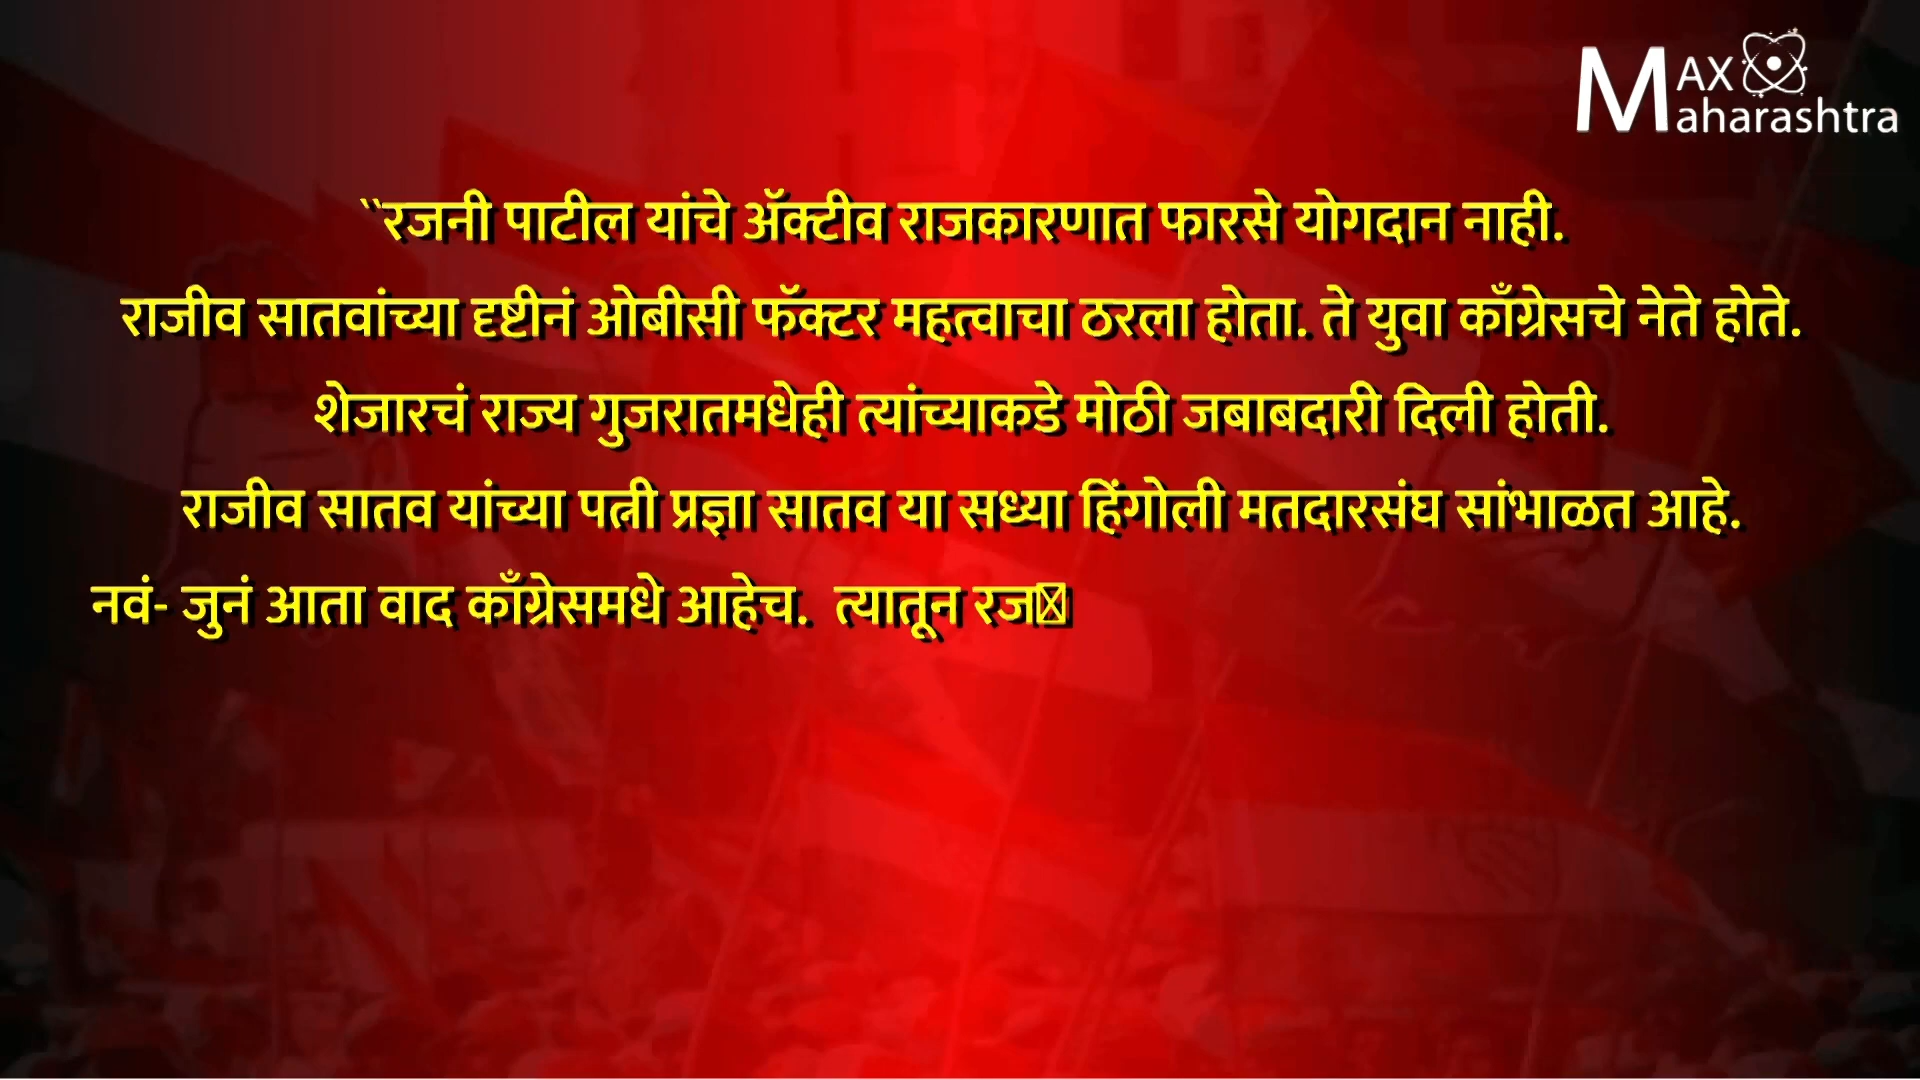 MAX
Maharashtra
``रजनी पाटील यांचे ॲक्टीव राजकारणात फारसे योगदान नाही.
राजीव सातवांच्या दृष्टीनं ओबीसी फॅक्टर महत्वाचा ठरला होता. ते युवा काँग्रेसचे नेते होते.
शेजारचं राज्य गुजरातमधेही त्यांच्याकडे मोठी जबाबदारी दिली होती.
राजीव सातव यांच्या पत्नी प्रज्ञा सातव या सध्या हिंगोली मतदारसंघ सांभाळत आहे.
नवं- जुनं आता वाद काँग्रेसमधे आहेच. त्यातून रज